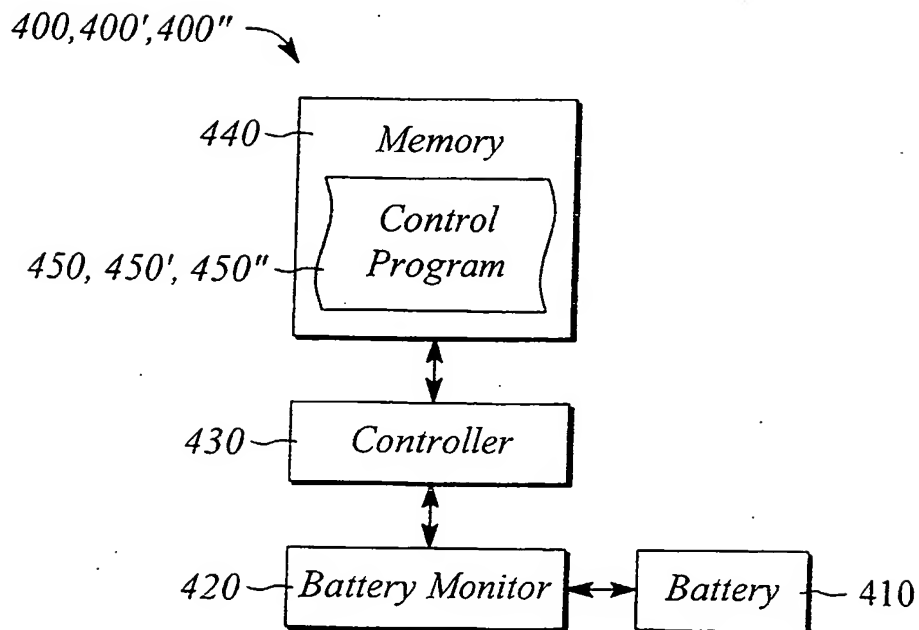 400, 400', 400"
440 Memory
Control
Program
450, 450', 450"
430 Controller
420 Battery Monitor
Battery 410